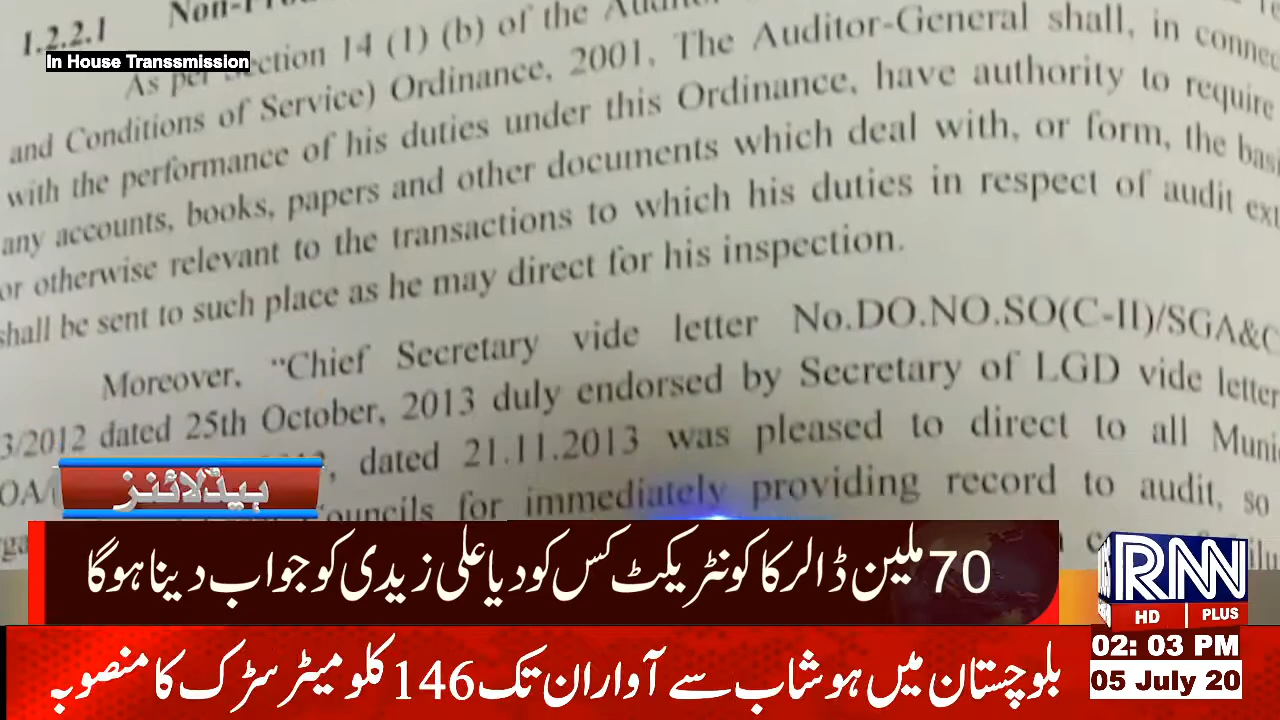 1.2.2.1
In House Transsmission
As per Section 14 (1) (b) of the
and Conditions of Service) Ordinance, 2001, The Auditor-General shall, in
with the performance of his duties under this Ordinance, have authority to require
any accounts, books, papers and other documents which deal with, or form, the
or otherwise relevant to the transactions to which his duties in respect of audit
shall be sent to such place as he may direct for his inspection.
Moreover, "Chief Secretary vide letter No.DO.NO.SO(C-II)/SGA&C
3/2012 dated 25th October, 2013 duly endorsed by Secretary of LGD vide letter
dated 21.11.2013 was pleased to direct to all
for immediately providing record to audit, so
ہیڈلائنز
70 ملین ڈالر کا کونٹریکٹ کس کو دیا علی زیدی کو جواب دینا ہوگا
RNN
HD | PLUS
بلوچستان میں ہوشاب سے آواران تک 146 کلومیٹر سڑک کا منصوبہ
02: 03 PM
05 July 20